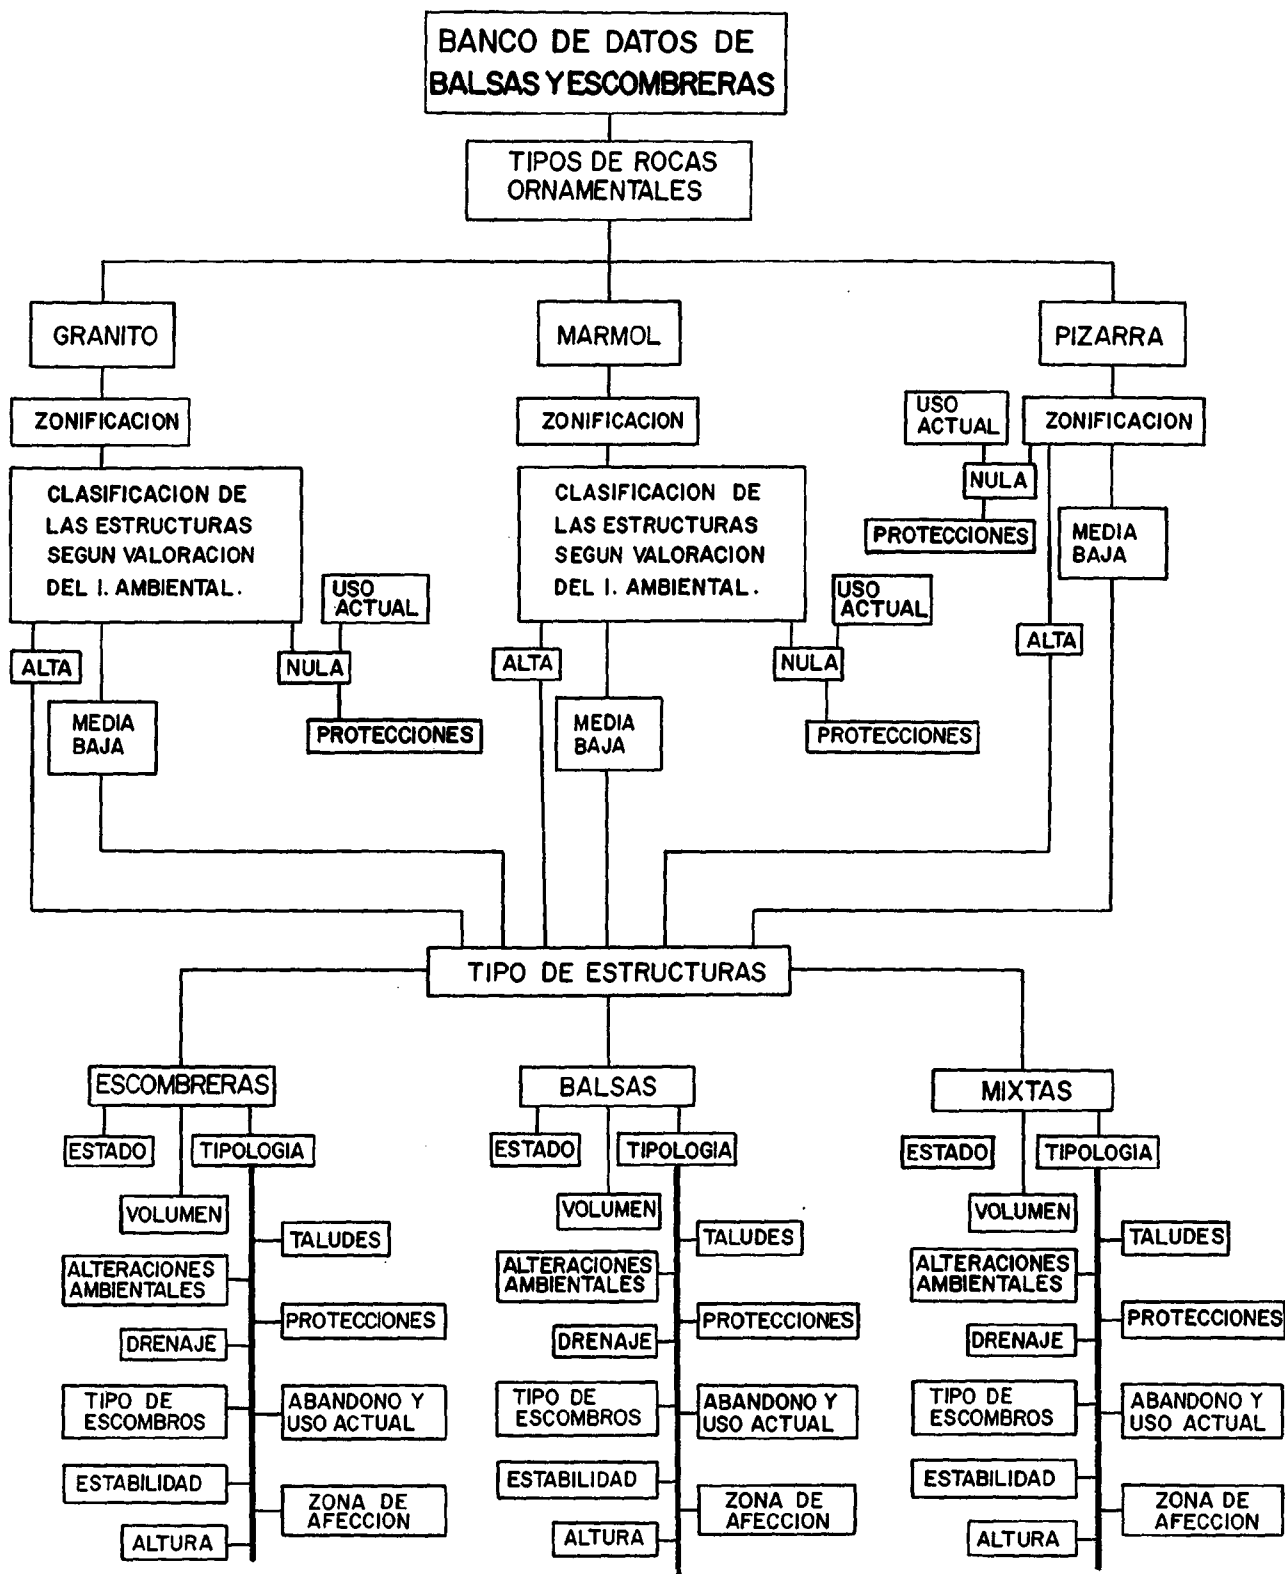 BANCO DE DATOS DE
BALSAS Y ESCOMBRERAS
TIPOS DE ROCAS
ORNAMENTALES
GRANITO
MARMOL
PIZARRA
ZONIFICACION
ZONIFICACION
USO
ACTUAL
ZONIFICACION
NULA
PROTECCIONES
MEDIA
BAJA
ALTA
CLASIFICACION DE
LAS ESTRUCTURAS
SEGUN VALORACION
DEL I. AMBIENTAL.
USO
ACTUAL
ALTA
NULA
MEDIA
BAJA
PROTECCIONES
CLASIFICACION DE
LAS ESTRUCTURAS
SEGUN VALORACION
DEL I. AMBIENTAL.
USO
ACTUAL
ALTA
NULA
MEDIA
BAJA
PROTECCIONES
TIPO DE ESTRUCTURAS
ESCOMBRERAS
ESTADO
TIPOLOGIA
VOLUMEN
TALUDES
ALTERACIONES
AMBIENTALES
PROTECCIONES
DRENAJE
TIPO DE
ESCOMBROS
ABANDONO Y
USO ACTUAL
ESTABILIDAD
ZONA DE
AFECCION
ALTURA
BALSAS
ESTADO
TIPOLOGIA
VOLUMEN
TALUDES
ALTERACIONES
AMBIENTALES
PROTECCIONES
DRENAJE
TIPO DE
ESCOMBROS
ABANDONO Y
USO ACTUAL
ESTABILIDAD
ZONA DE
AFECCION
ALTURA
MIXTAS
ESTADO
TIPOLOGIA
VOLUMEN
TALUDES
ALTERACIONES
AMBIENTALES
PROTECCIONES
DRENAJE
TIPO DE
ESCOMBROS
ABANDONO Y
USO ACTUAL
ESTABILIDAD
ZONA DE
AFECCION
ALTURA